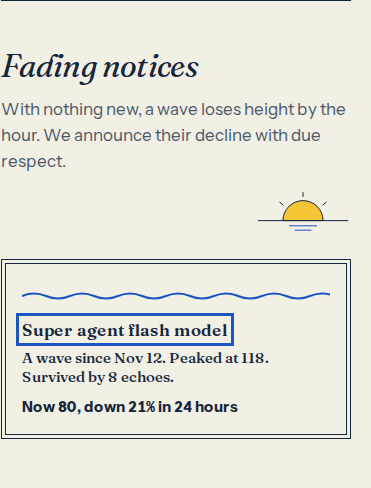 Fading notices
With nothing new, a wave loses height by the
hour. We announce their decline with due
respect.
Super agent flash model
A wave since Nov 12. Peaked at 118.
Survived by 8 echoes.
Now 80, down 21% in 24 hours